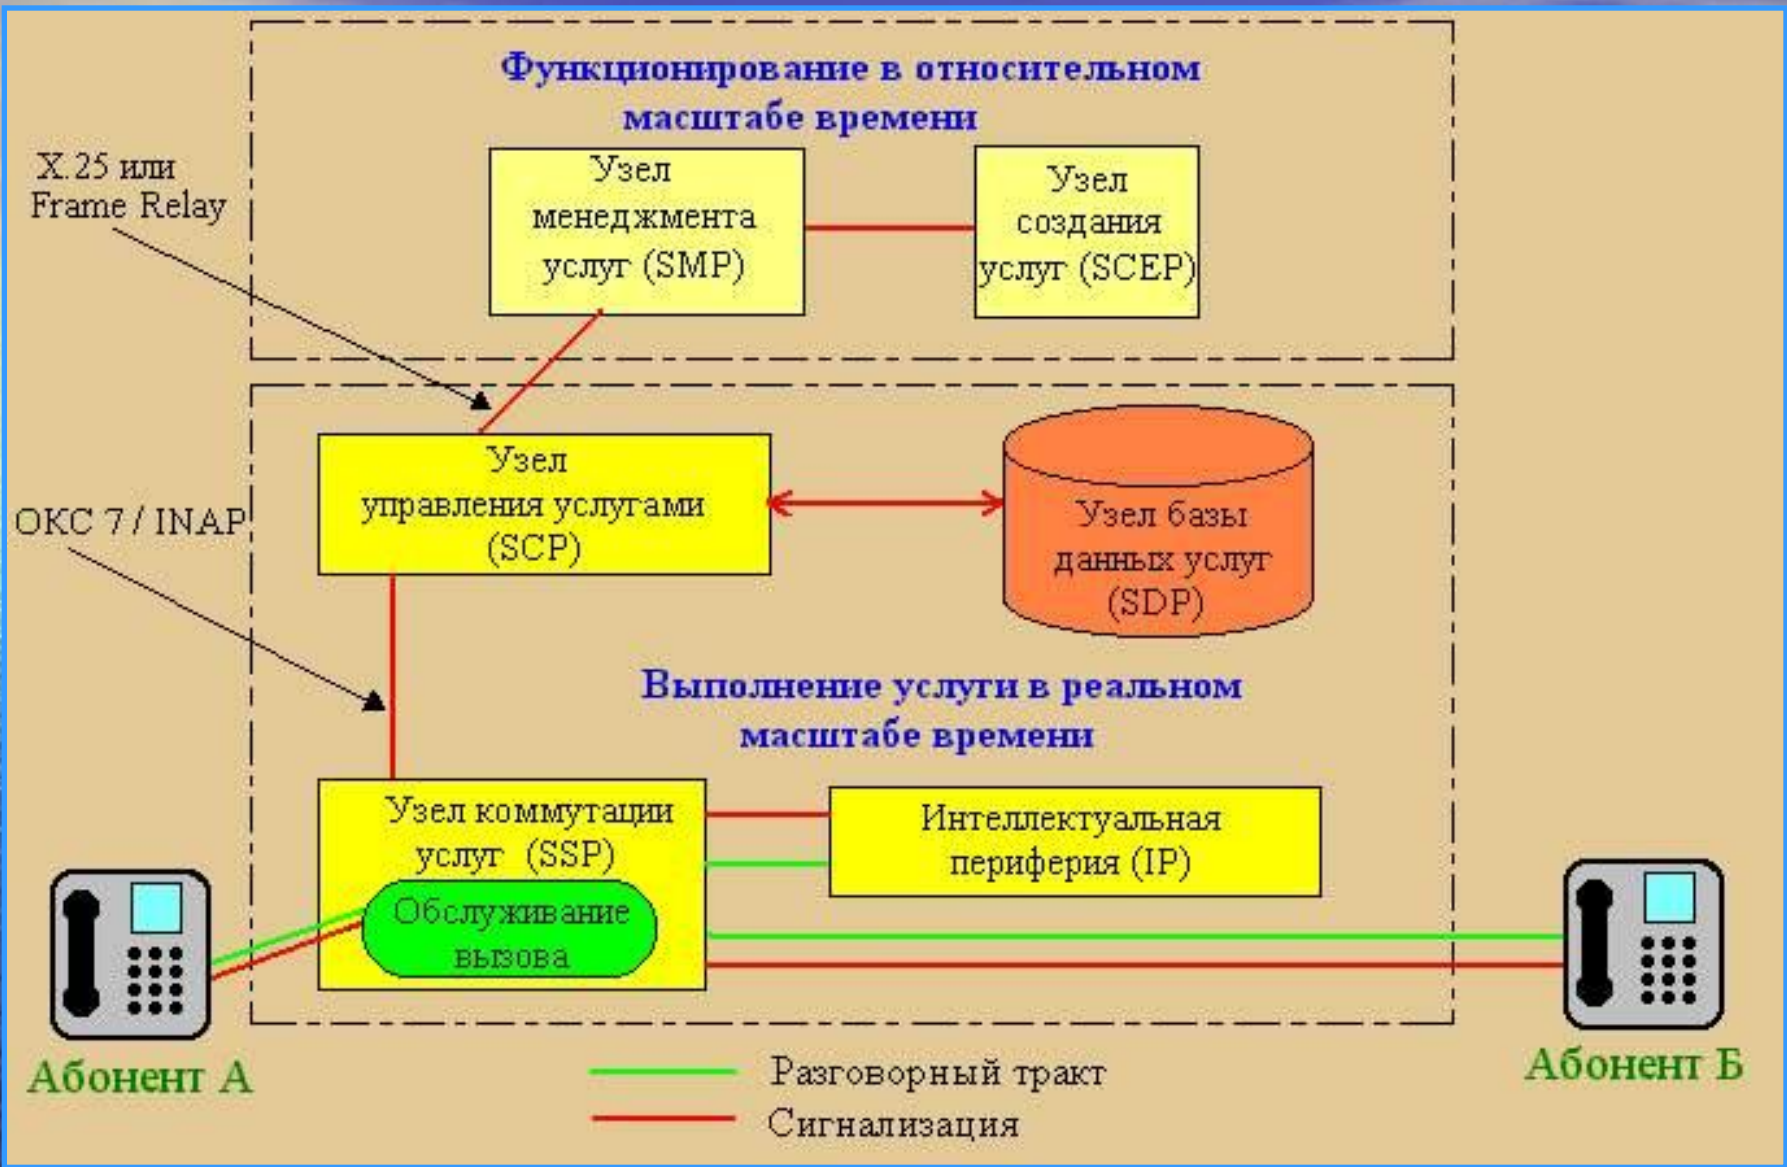 Функционирование в относительном
масштабе времени
X.25 или
Frame Relay
Узел
менеджмента
услуг (SMP)
Узел
создания
услуг (SCEP)
Узел
управления услугами
(SCP)
Узел базы
данных услуг
(SDP)
ОКС 7 / INAP
Выполнение услуги в реальном
масштабе времени
Узел коммутации
услуг (SSP)
Обслуживание
вызова
Интеллектуальная
периферия (IP)
Абонент А
Абонент Б
Разговорный тракт
Сигнализация